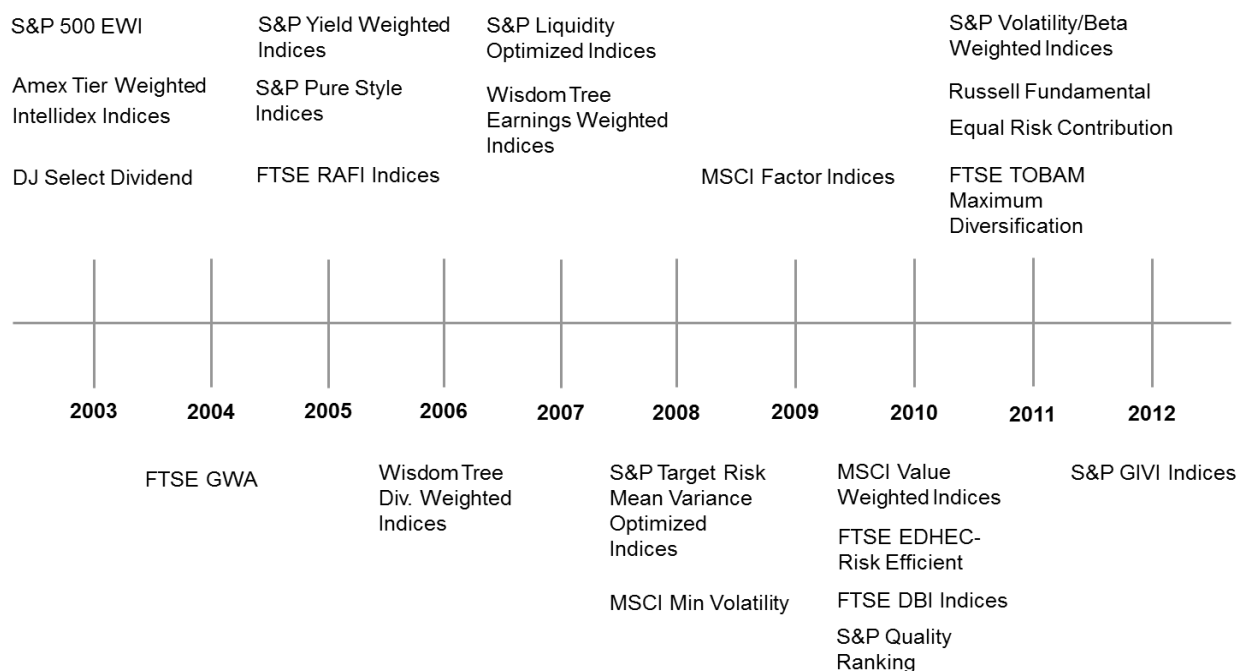 S&P 500 EWI
Amex Tier Weighted
Intellidex Indices
DJ Select Dividend
S&P Yield Weighted
Indices
S&P Pure Style
Indices
FTSE RAFI Indices
S&P Liquidity
Optimized Indices
Wisdom Tree
Earnings Weighted
Indices
MSCI Factor Indices
S&P Volatility/Beta
Weighted Indices
Russell Fundamental
Equal Risk Contribution
FTSE TOBAM
Maximum
Diversification
2003 2004 2005 2006 2007 2008 2009 2010 2011 2012
FTSE GWA
Wisdom Tree
Div. Weighted
Indices
S&P Target Risk
Mean Variance
Optimized
Indices
MSCI Min Volatility
MSCI Value
Weighted Indices
FTSE EDHEC-
Risk Efficient
FTSE DBI Indices
S&P Quality
Ranking
S&P GIVI Indices